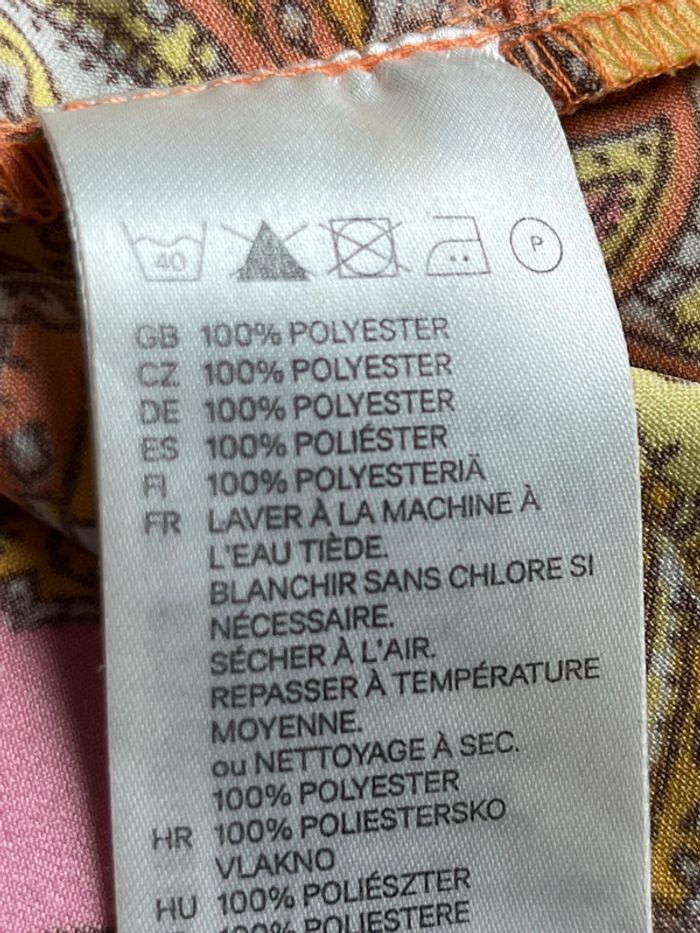 40 P
GB 100% POLYESTER
CZ 100% POLYESTER
DE 100% POLYESTER
ES 100% POLIÉSTER
FI 100% POLYESTERIÄ
FR LAVER À LA MACHINE À
L'EAU TIÈDE.
BLANCHIR SANS CHLORE SI
NÉCESSAIRE.
SÉCHER À L'AIR.
REPASSER À TEMPÉRATURE
MOYENNE.
ou NETTOYAGE À SEC.
100% POLYESTER
HR 100% POLIESTERSKO
VLAKNO
HU 100% POLIÉSZTER
100% POLIESTERE